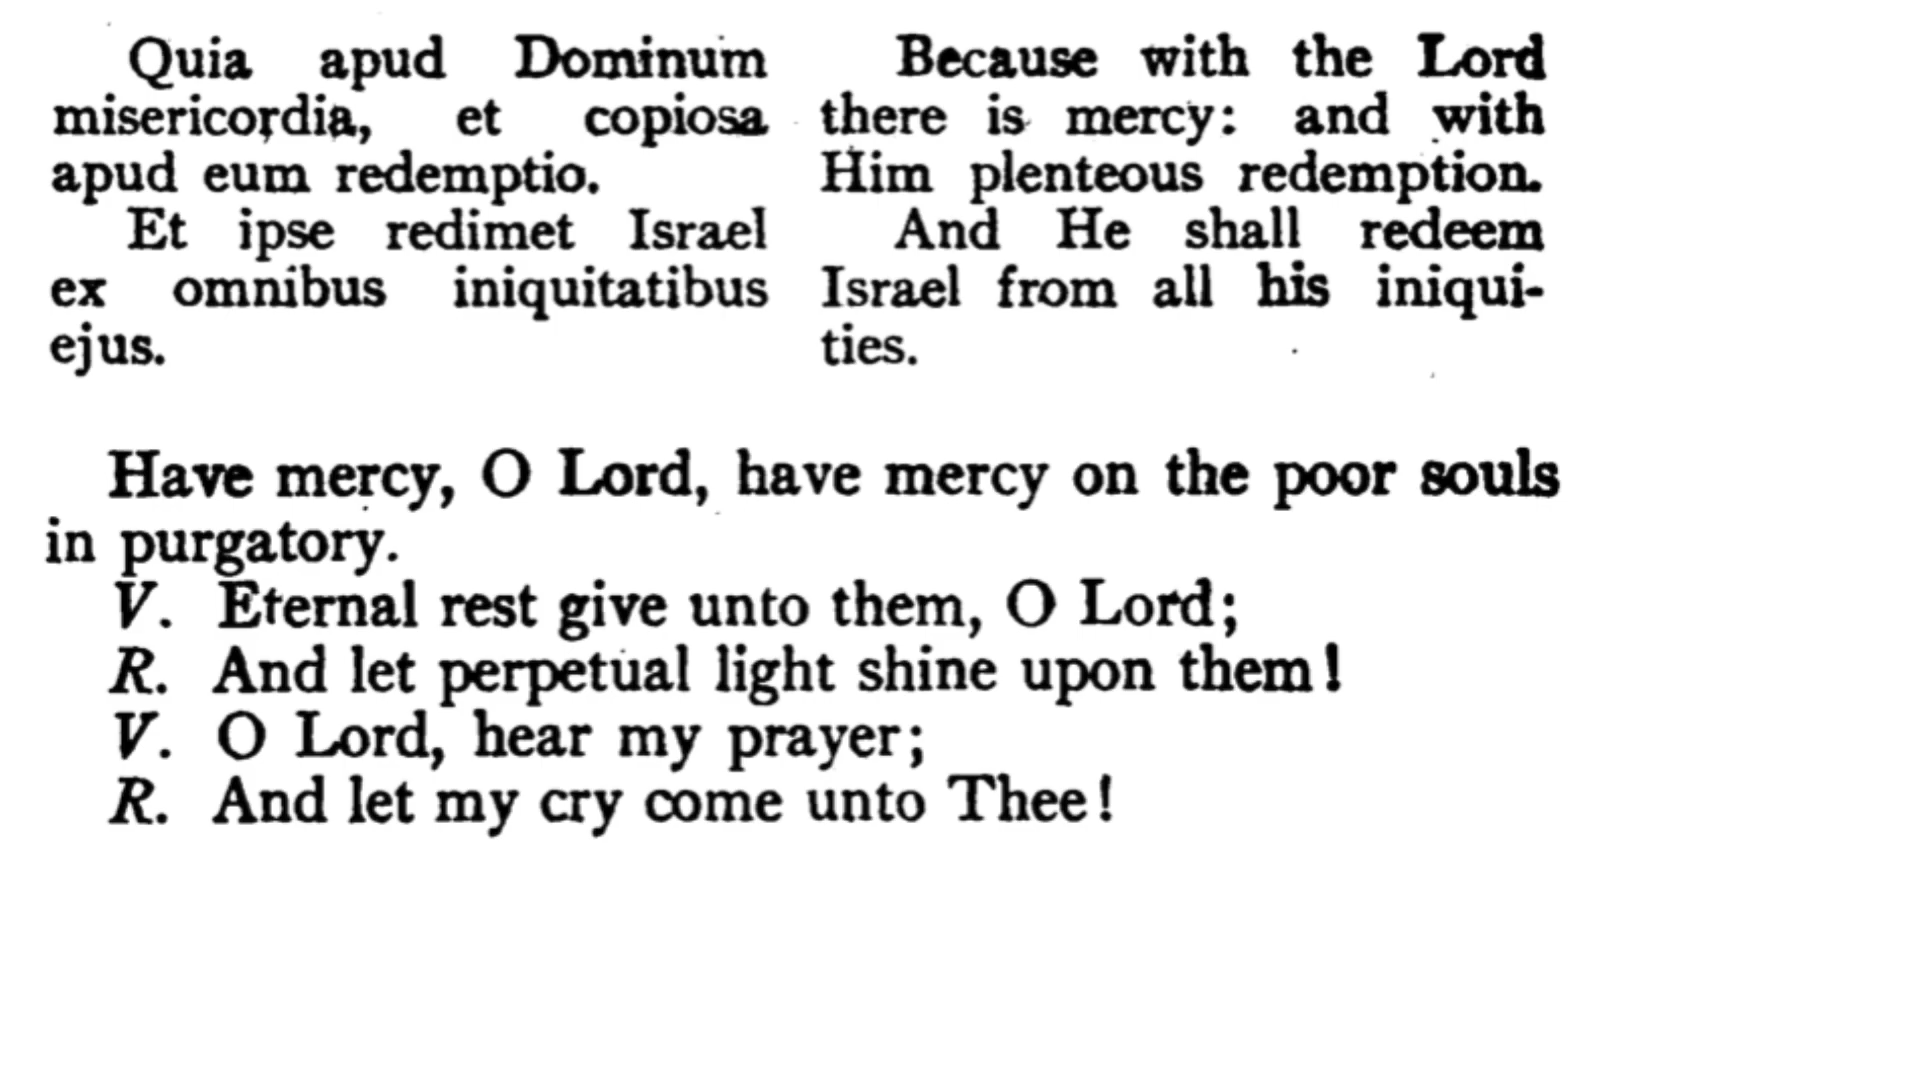 Quia apud Dominum
misericordia, et copiosa
apud eum redemptio.
Et ipse redimet Israel
ex omnibus iniquitatibus
ejus.
Because with the Lord
there is mercy: and with
Him plenteous redemption.
And He shall redeem
Israel from all his iniqui-
ties.
Have mercy, O Lord, have mercy on the poor souls
in purgatory.
V. Eternal rest give unto them, O Lord;
R. And let perpetual light shine upon them!
V. O Lord, hear my prayer;
R. And let my cry come unto Thee!